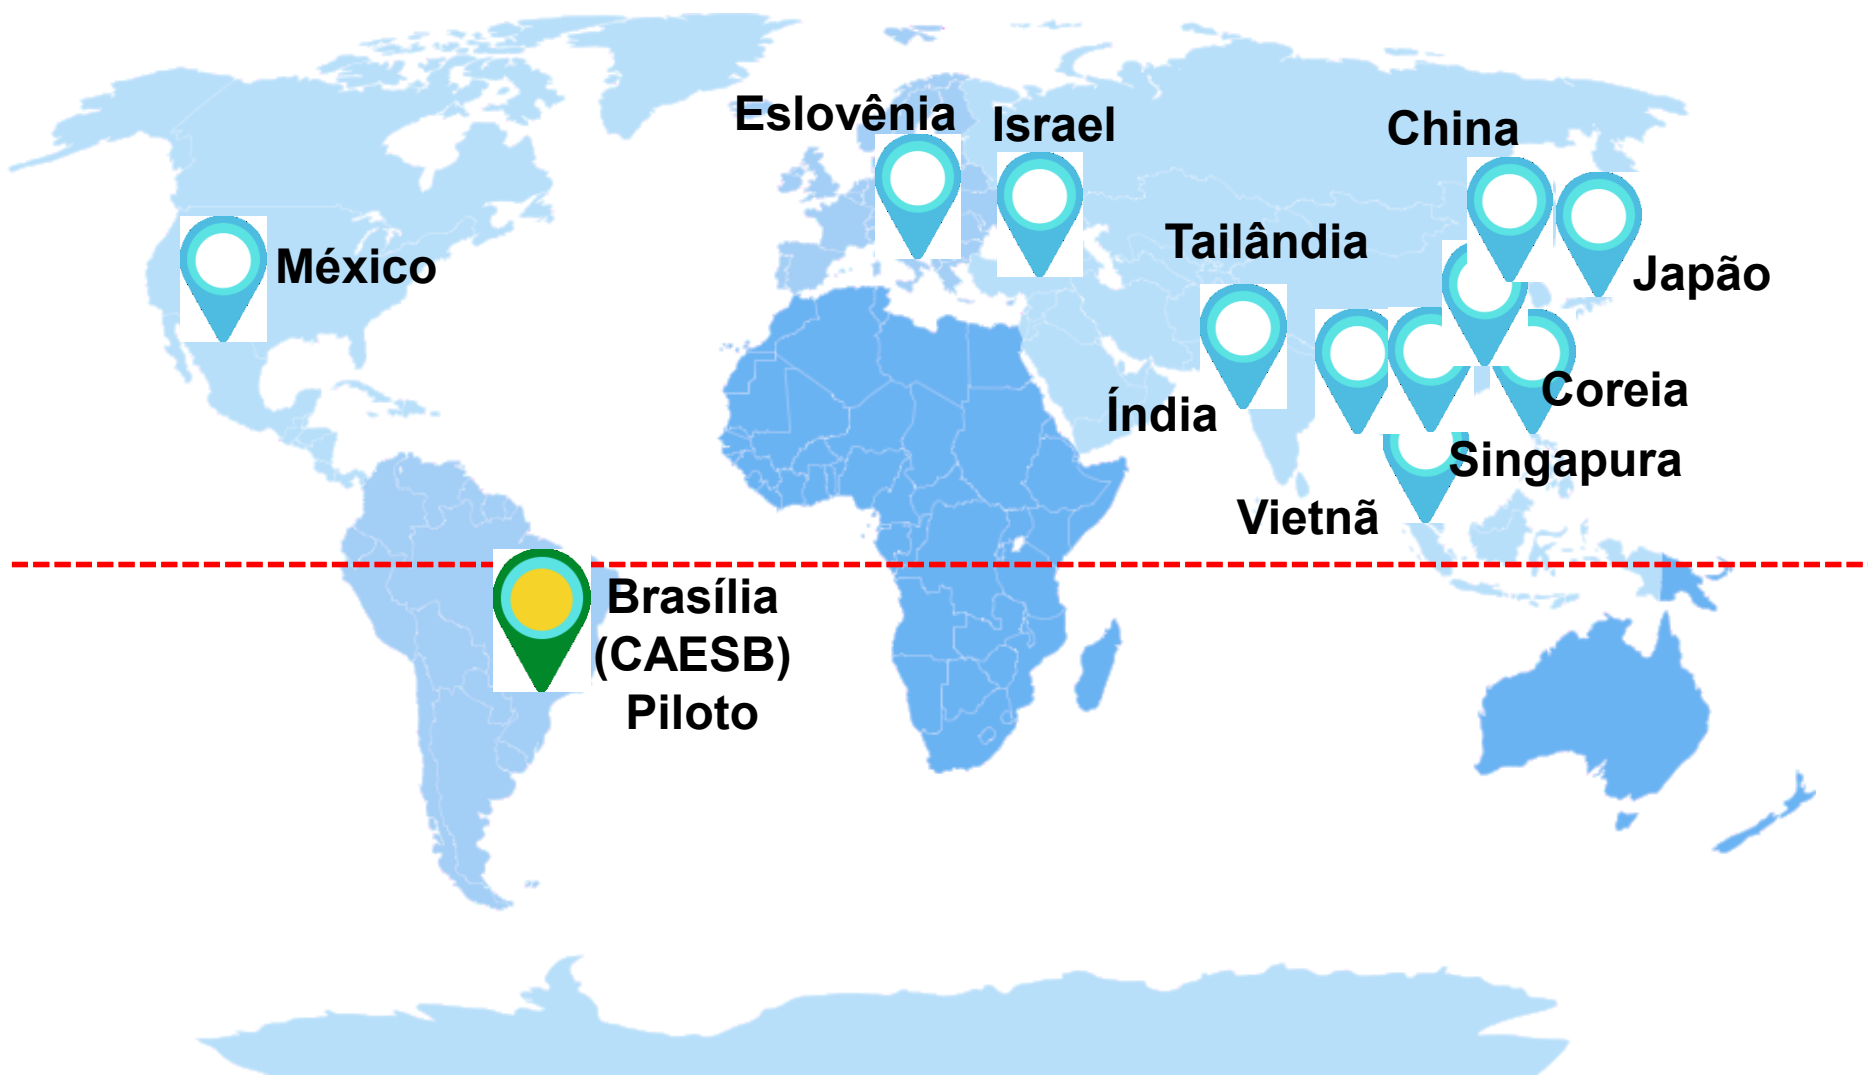 Eslovênia
Israel
China
México
Tailândia
Japão
Índia
Coreia
Singapura
Vietnã
Brasília
(CAESB)
Piloto